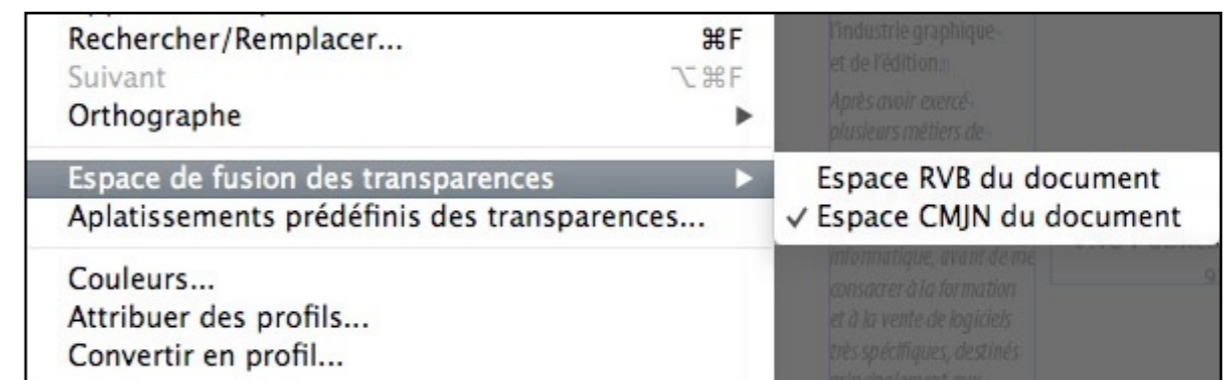 Rechercher/Remplacer... ⌘F
Suivant ⌥⌘F
Orthographe ▶
Espace de fusion des transparences ▶
Espace RVB du document
✓ Espace CMJN du document
Aplatissements prédéfinis des transparences...
Couleurs...
Attribuer des profils...
Convertir en profil...
l'industrie graphique
et de l'édition.
Après avoir exercé
plusieurs métiers de
informatique, avant de me
consacrer à la formation
et à la vente de logiciels
très spécifiques, destinés
9